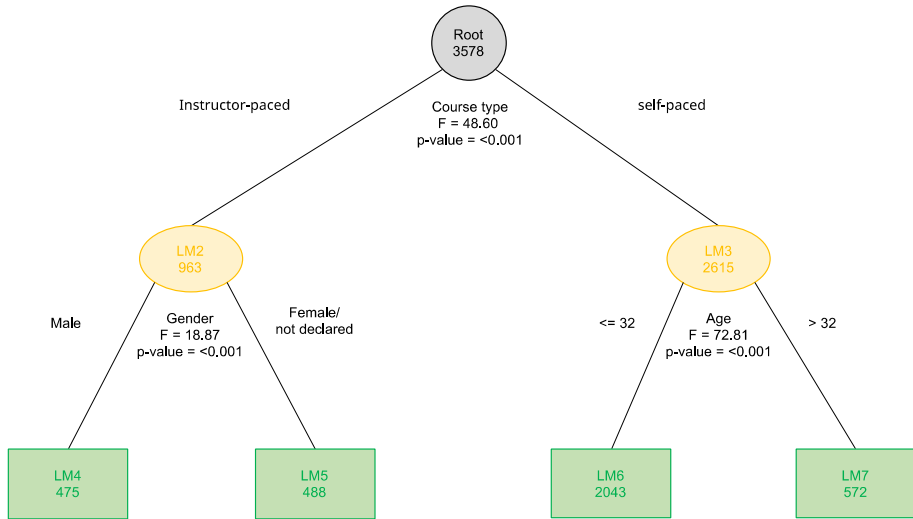 Root
3578
Instructor-paced
self-paced
Course type
F = 48.60
p-value = <0.001
LM2
963
LM3
2615
Male
Gender
F = 18.87
p-value = <0.001
Female/
not declared
<= 32
Age
F = 72.81
p-value = <0.001
> 32
LM4
475
LM5
488
LM6
2043
LM7
572